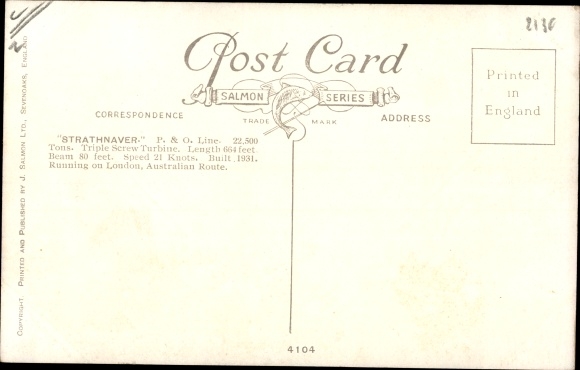 2136
Post Card
SALMON SERIES
TRADE MARK
CORRESPONDENCE
ADDRESS
Printed
in
England
"STRATHNAVER." P. & O. Line. 22,500
Tons. Triple Screw Turbine. Length 664 feet
Beam 80 feet. Speed 21 Knots. Built 1931.
Running on London, Australian Route.
COPYRIGHT. PRINTED AND PUBLISHED BY J. SALMON LTD., SEVENOAKS, ENGLAND
4104